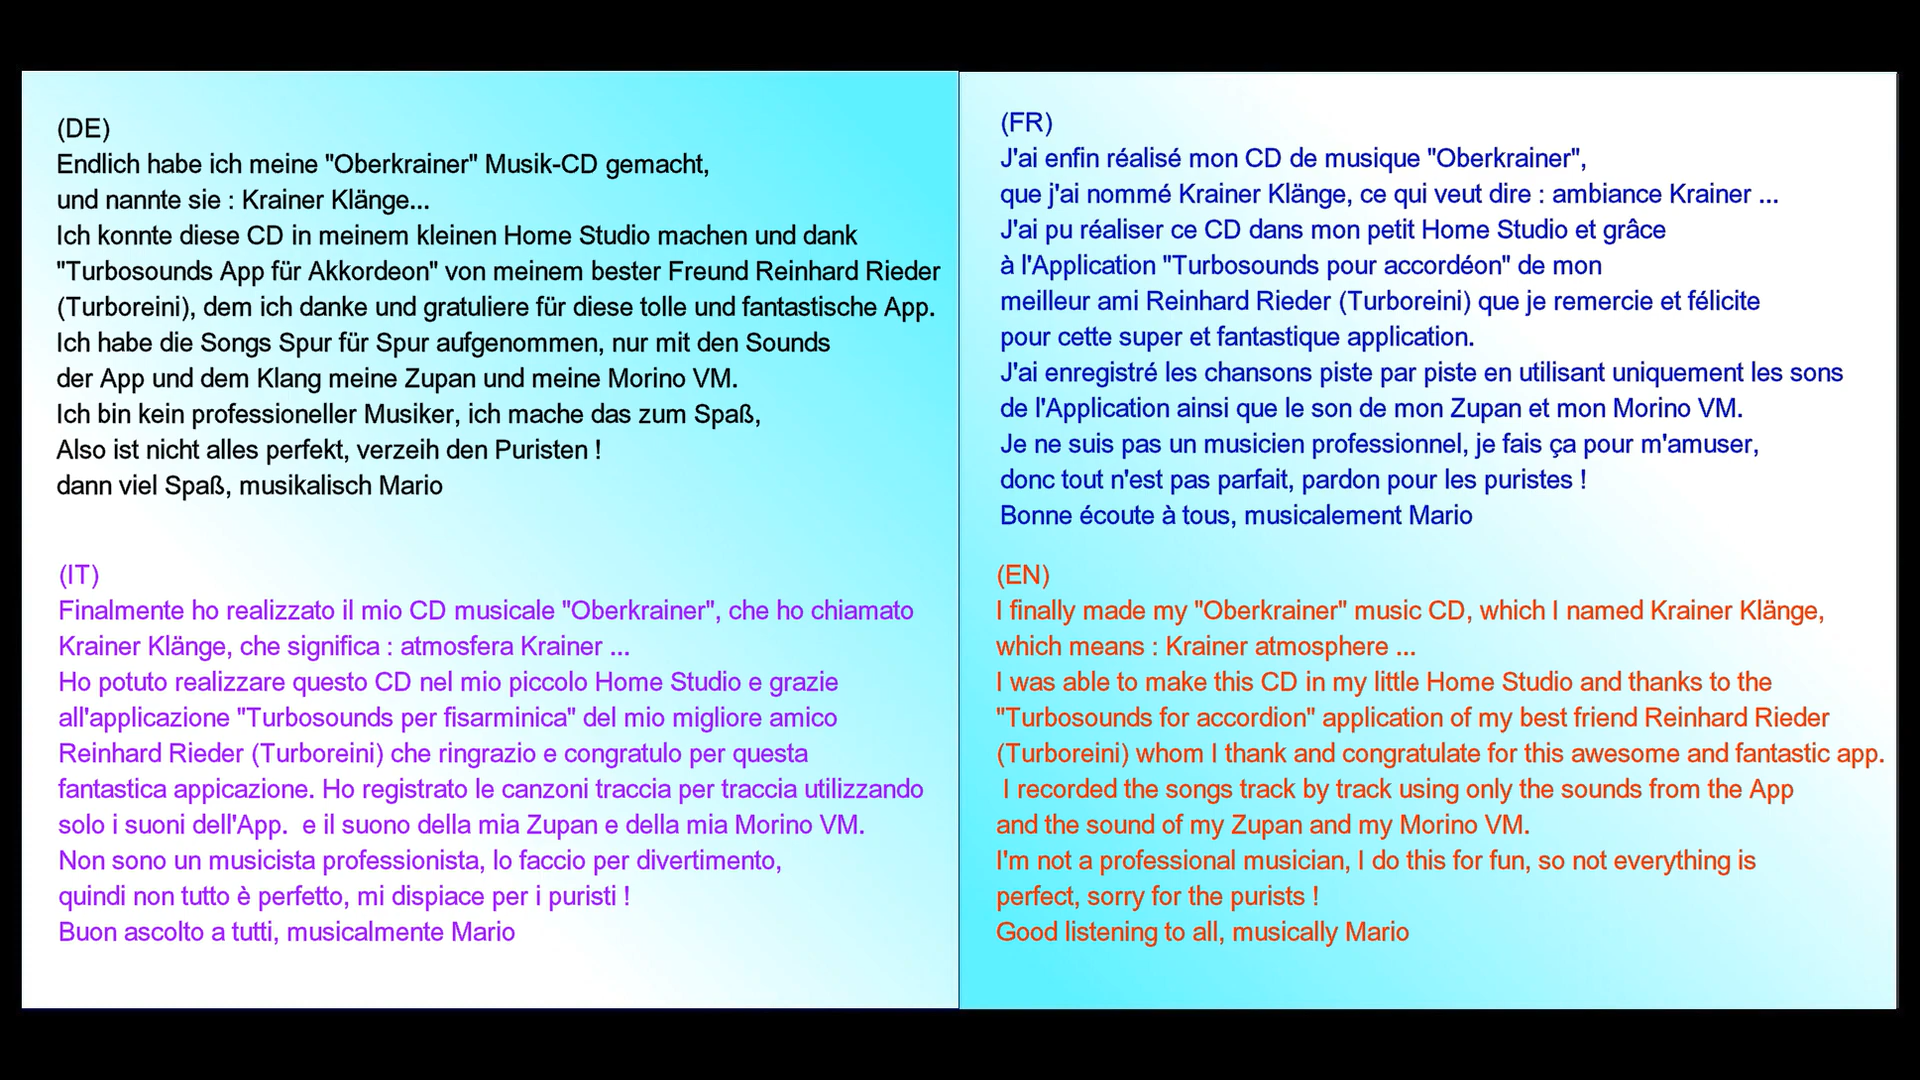 (DE)
Endlich habe ich meine "Oberkrainer" Musik-CD gemacht,
und nannte sie : Krainer Klänge...
Ich konnte diese CD in meinem kleinen Home Studio machen und dank
"Turbosounds App für Akkordeon" von meinem bester Freund Reinhard Rieder
(Turboreini), dem ich danke und gratuliere für diese tolle und fantastische App.
Ich habe die Songs Spur für Spur aufgenommen, nur mit den Sounds
der App und dem Klang meine Zupan und meine Morino VM.
Ich bin kein professioneller Musiker, ich mache das zum Spaß,
Also ist nicht alles perfekt, verzeih den Puristen !
dann viel Spaß, musikalisch Mario
(IT)
Finalmente ho realizzato il mio CD musicale "Oberkrainer", che ho chiamato
Krainer Klänge, che significa : atmosfera Krainer ...
Ho potuto realizzare questo CD nel mio piccolo Home Studio e grazie
all'applicazione "Turbosounds per fisarminica" del mio migliore amico
Reinhard Rieder (Turboreini) che ringrazio e congratulo per questa
fantastica appicazione. Ho registrato le canzoni traccia per traccia utilizzando
solo i suoni dell'App.  e il suono della mia Zupan e della mia Morino VM.
Non sono un musicista professionista, lo faccio per divertimento,
quindi non tutto è perfetto, mi dispiace per i puristi !
Buon ascolto a tutti, musicalmente Mario
(FR)
J'ai enfin réalisé mon CD de musique "Oberkrainer",
que j'ai nommé Krainer Klänge, ce qui veut dire : ambiance Krainer ...
J'ai pu réaliser ce CD dans mon petit Home Studio et grâce
à l'Application "Turbosounds pour accordéon" de mon
meilleur ami Reinhard Rieder (Turboreini) que je remercie et félicite
pour cette super et fantastique application.
J'ai enregistré les chansons piste par piste en utilisant uniquement les sons
de l'Application ainsi que le son de mon Zupan et mon Morino VM.
Je ne suis pas un musicien professionnel, je fais ça pour m'amuser,
donc tout n'est pas parfait, pardon pour les puristes !
Bonne écoute à tous, musicalement Mario
(EN)
I finally made my "Oberkrainer" music CD, which I named Krainer Klänge,
which means : Krainer atmosphere ...
I was able to make this CD in my little Home Studio and thanks to the
"Turbosounds for accordion" application of my best friend Reinhard Rieder
(Turboreini) whom I thank and congratulate for this awesome and fantastic app.
I recorded the songs track by track using only the sounds from the App
and the sound of my Zupan and my Morino VM.
I'm not a professional musician, I do this for fun, so not everything is
perfect, sorry for the purists !
Good listening to all, musically Mario